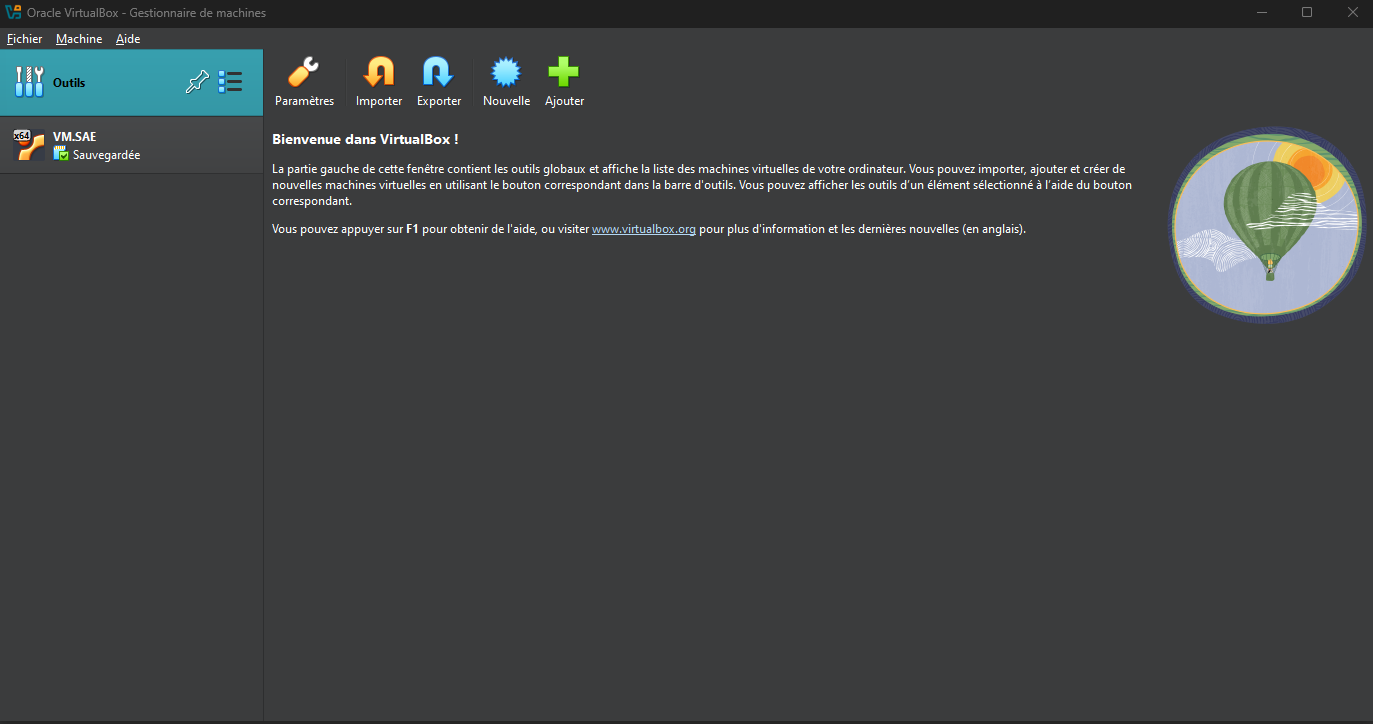 Oracle VirtualBox - Gestionnaire de machines
Fichier Machine Aide
Outils
Paramètres Importer Exporter Nouvelle Ajouter
x64
VM.SAE
Sauvegardée
Bienvenue dans VirtualBox !
La partie gauche de cette fenêtre contient les outils globaux et affiche la liste des machines virtuelles de votre ordinateur. Vous pouvez importer, ajouter et créer de
nouvelles machines virtuelles en utilisant le bouton correspondant dans la barre d'outils. Vous pouvez afficher les outils d’un élément sélectionné à l’aide du bouton
correspondant.
Vous pouvez appuyer sur F1 pour obtenir de l'aide, ou visiter www.virtualbox.org pour plus d'information et les dernières nouvelles (en anglais).